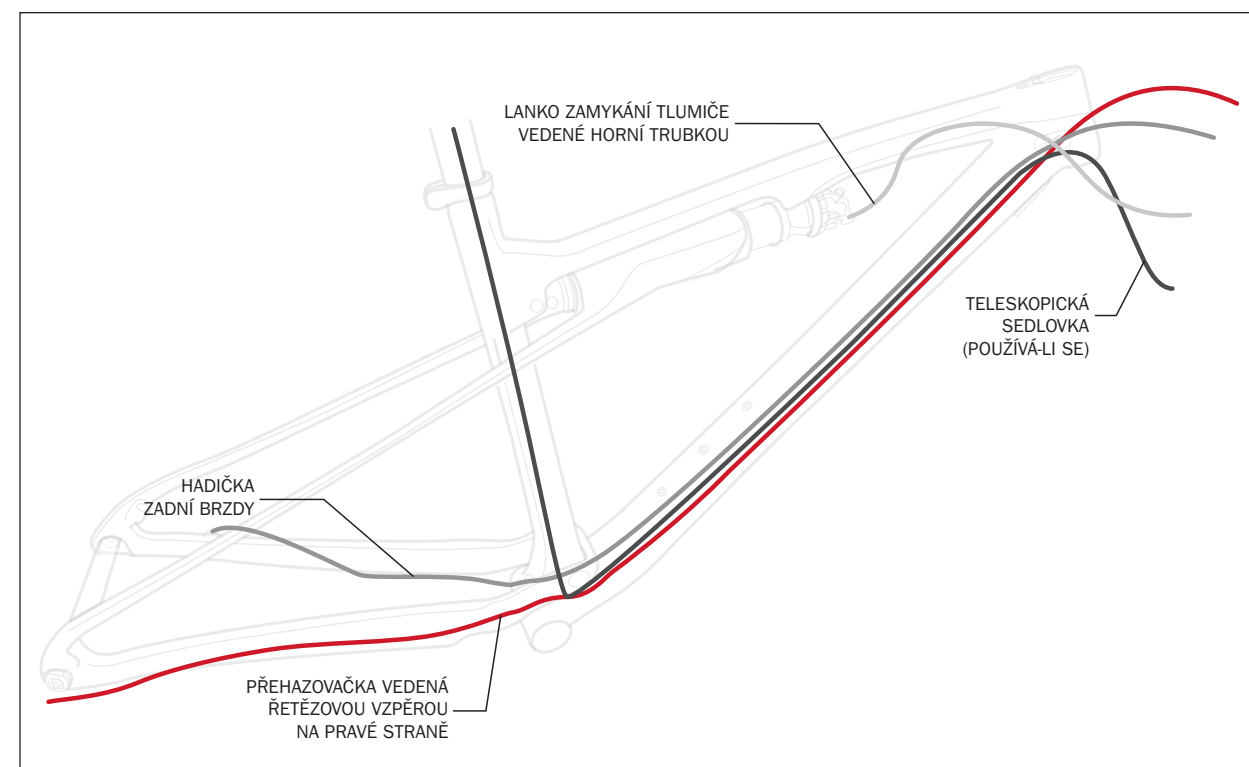 LANKO ZAMYKÁNÍ TLUMIČE
VEDENÉ HORNÍ TRUBKOU
TELESKOPICKÁ
SEDLOVKA
(POUŽÍVÁ-LI SE)
HADIČKA
ZADNÍ BRZDY
PŘEHAZOVAČKA VEDENÁ
ŘETĚZOVOU VZPĚROU
NA PRAVÉ STRANĚ